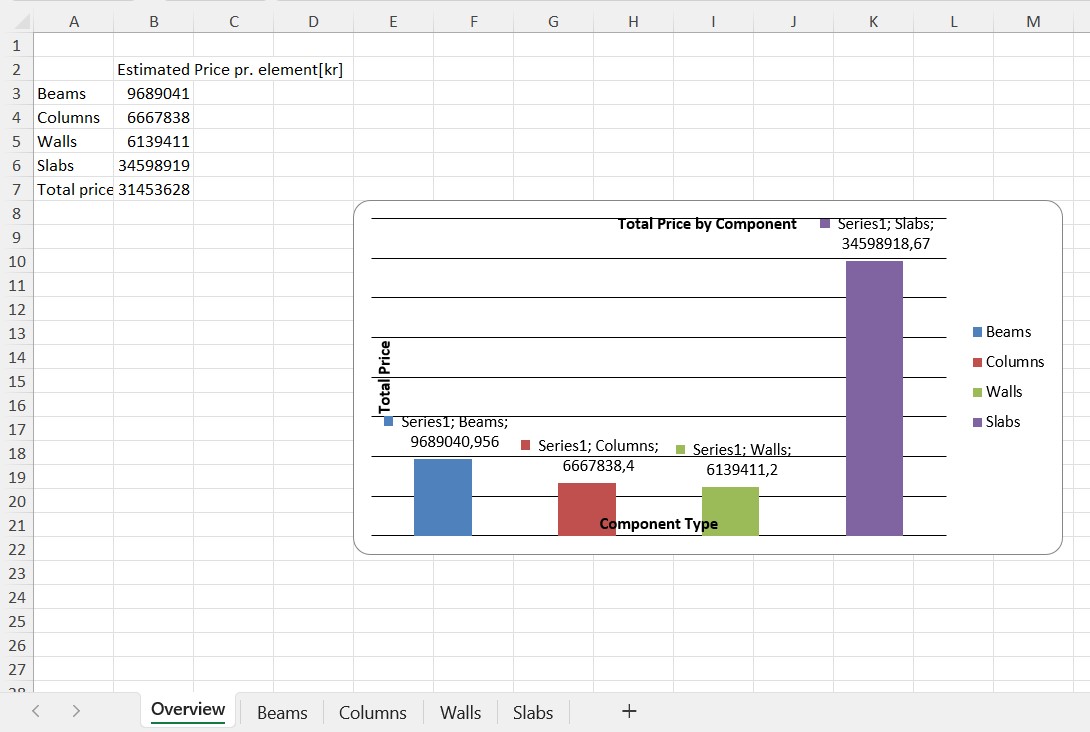 A B C D E F G H I J K L M
1
2 Estimated Price pr. element[kr]
3 Beams 9689041
4 Columns 6667838
5 Walls 6139411
6 Slabs 34598919
7 Total price 31453628
8
9
10
11
12
13
14
15
16
17
18
19
20
21
22
23
24
25
26
27
28
Total Price by Component
Series1; Slabs;
34598918,67
Total Price
Series1; Beams;
9689040,956
Series1; Columns;
6667838,4
Series1; Walls;
6139411,2
Component Type
Beams
Columns
Walls
Slabs
Overview Beams Columns Walls Slabs +